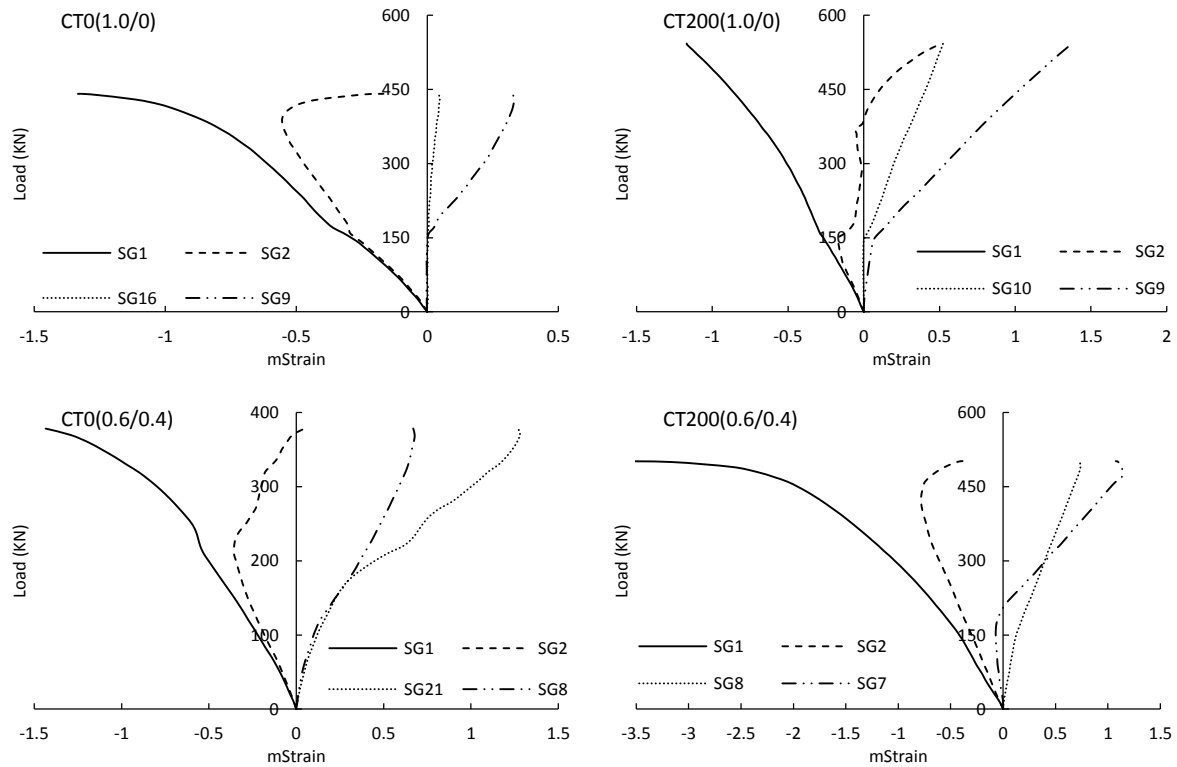 CT0(1.0/0)
600
450
300
150
0
Load (KN)
SG1
SG2
SG16
SG9
-1.5
-1
-0.5
0
0.5
mStrain
CT200(1.0/0)
600
450
300
150
0
Load (KN)
SG1
SG2
SG10
SG9
-1.5
-1
-0.5
0
0.5
1
1.5
2
mStrain
CT0(0.6/0.4)
400
300
200
100
0
Load (KN)
SG1
SG2
SG21
SG8
-1.5
-1
-0.5
0
0.5
1
1.5
mStrain
CT200(0.6/0.4)
600
450
300
150
0
Load (KN)
SG1
SG2
SG8
SG7
-3.5
-3
-2.5
-2
-1.5
-1
-0.5
0
0.5
1
1.5
mStrain